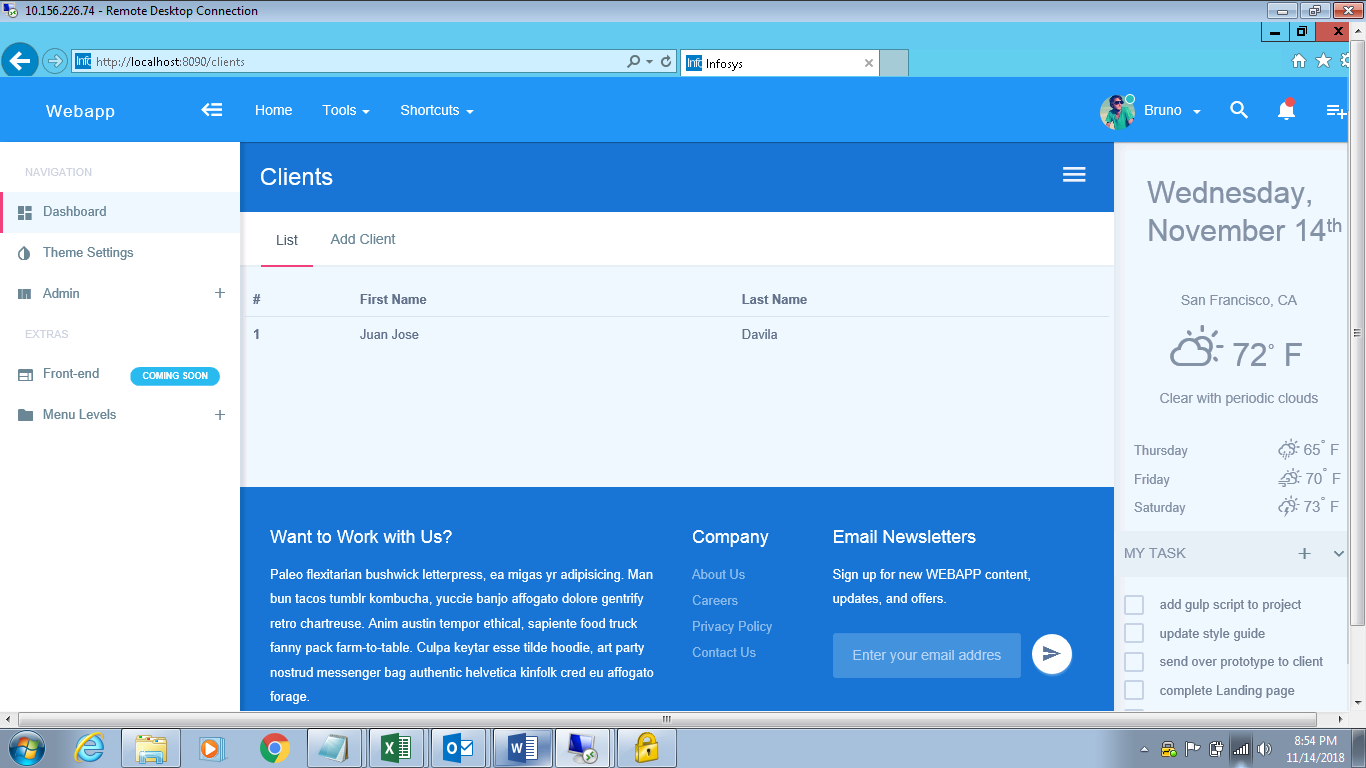 10.156.226.74 - Remote Desktop Connection
http://localhost:8090/clients
Infosys
Webapp
Home
Tools
Shortcuts
Bruno
NAVIGATION
Dashboard
Theme Settings
Admin
EXTRAS
Front-end
COMING SOON
Menu Levels
Clients
List
Add Client
# First Name Last Name
1 Juan Jose Davila
Want to Work with Us?
Paleo flexitarian bushwick letterpress, ea migas yr adipisicing. Man
bun tacos tumblr kombucha, yuccie banjo affogato dolore gentrify
retro chartreuse. Anim austin tempor ethical, sapiente food truck
fanny pack farm-to-table. Culpa keytar esse tilde hoodie, art party
nostrud messenger bag authentic helvetica kinfolk cred eu affogato
forage.
Company
About Us
Careers
Privacy Policy
Contact Us
Email Newsletters
Sign up for new WEBAPP content,
updates, and offers.
Enter your email addres
Wednesday,
November 14th
San Francisco, CA
72° F
Clear with periodic clouds
Thursday 65° F
Friday 70° F
Saturday 73° F
MY TASK
add gulp script to project
update style guide
send over prototype to client
complete Landing page
8:54 PM
11/14/2018